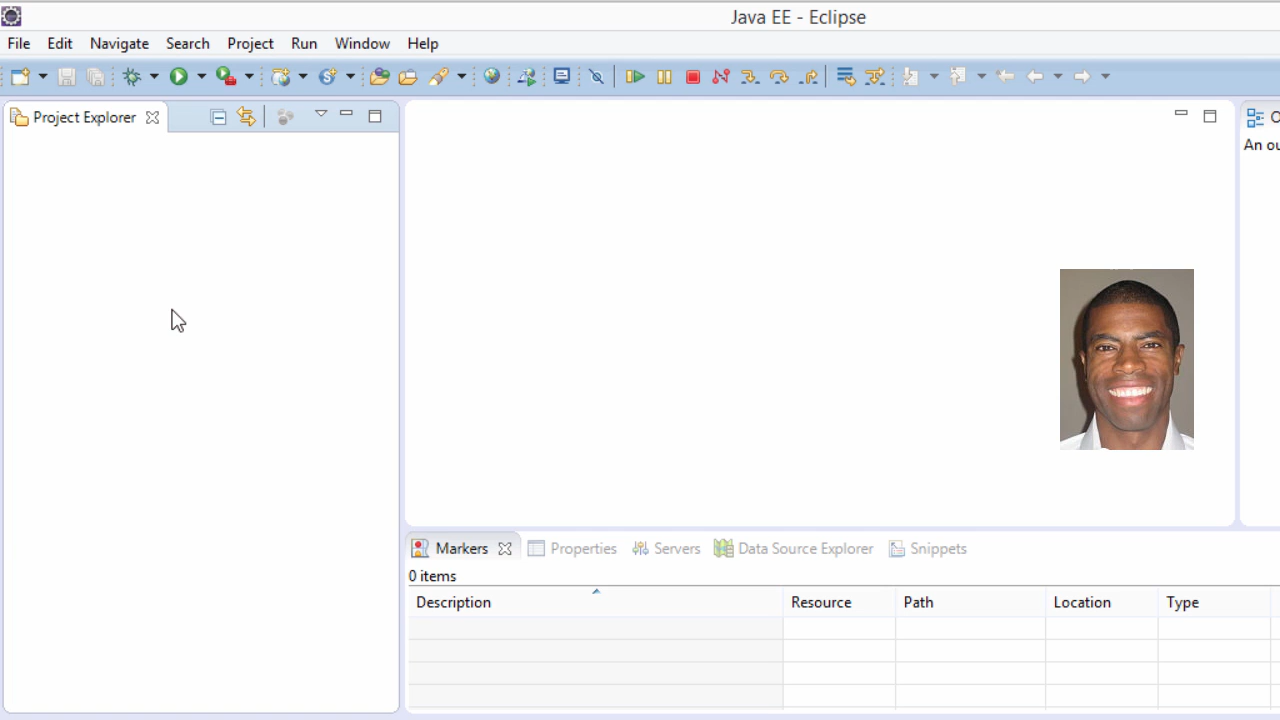 Java EE - Eclipse
File Edit Navigate Search Project Run Window Help
Project Explorer
An
Markers Properties Servers Data Source Explorer Snippets
0 items
Description Resource Path Location Type